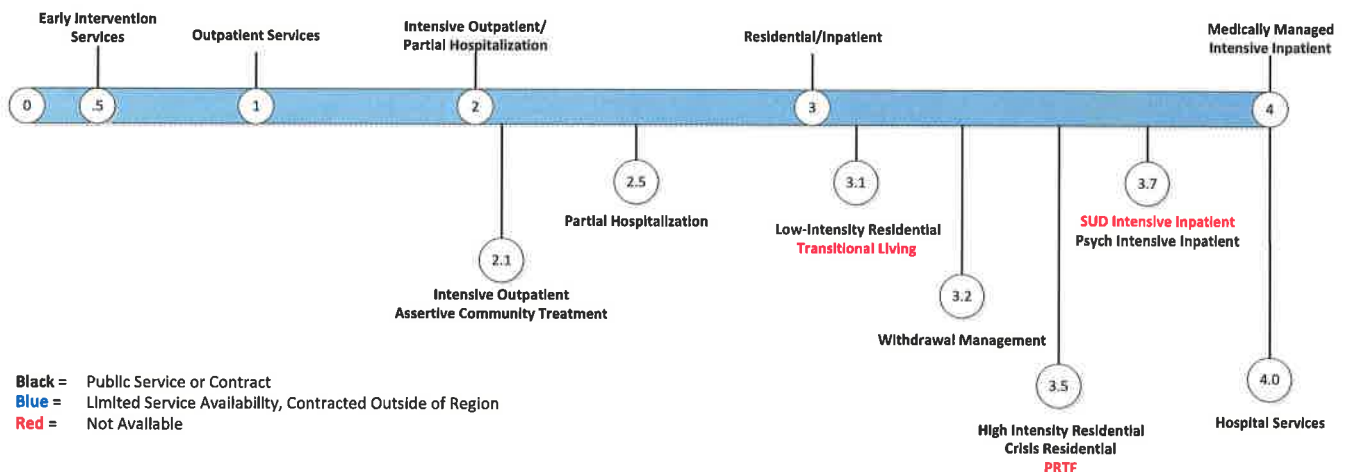 Early Intervention
Services
Outpatient Services
Intensive Outpatient/
Partial Hospitalization
Residential/Inpatient
Medically Managed
Intensive Inpatient
0
.5
1
2
3
4
2.5
Partial Hospitalization
3.1
Low-Intensity Residential
Transitional Living
3.7
SUD Intensive Inpatient
Psych Intensive Inpatient
2.1
Intensive Outpatient
Assertive Community Treatment
3.2
Withdrawal Management
3.5
High Intensity Residential
Crisis Residential
PRTF
4.0
Hospital Services
Black = Public Service or Contract
Blue = Limited Service Availability, Contracted Outside of Region
Red = Not Available